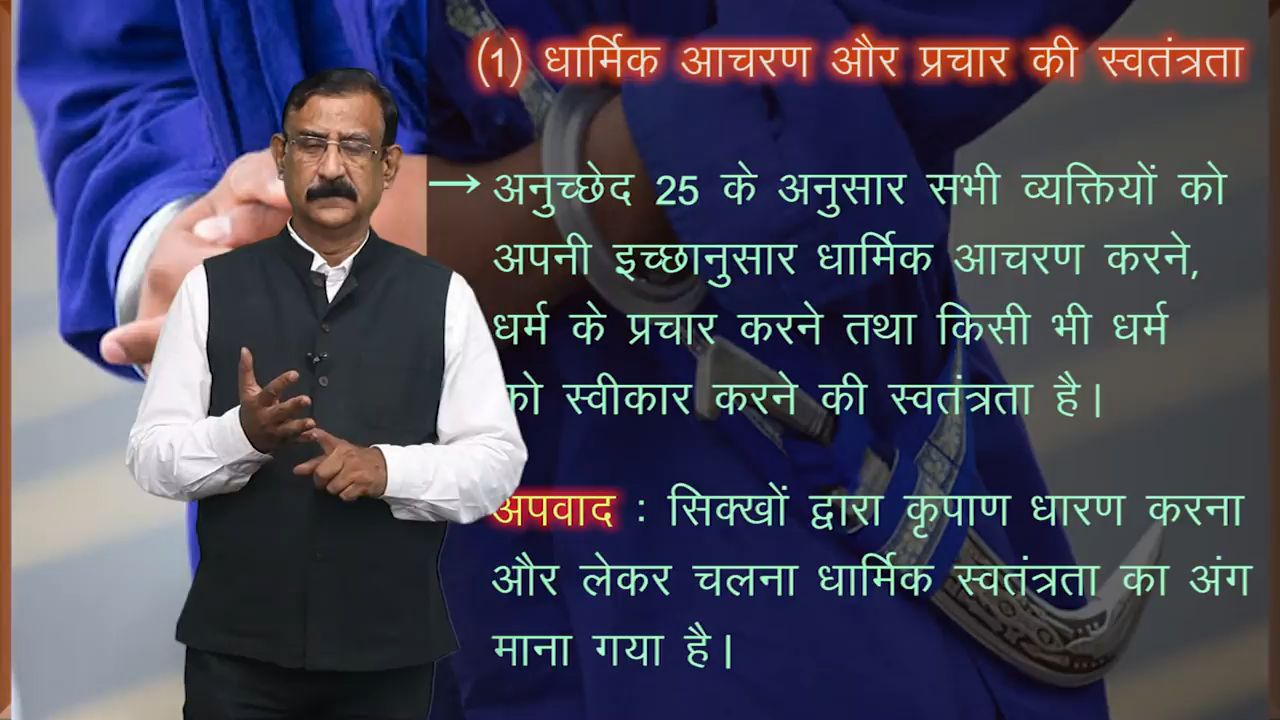 (1) धार्मिक आचरण और प्रचार की स्वतंत्रता
→ अनुच्छेद 25 के अनुसार सभी व्यक्तियों को
अपनी इच्छानुसार धार्मिक आचरण करने,
धर्म के प्रचार करने तथा किसी भी धर्म
को स्वीकार करने की स्वतंत्रता है।
अपवाद : सिक्खों द्वारा कृपाण धारण करना
और लेकर चलना धार्मिक स्वतंत्रता का अंग
माना गया है।